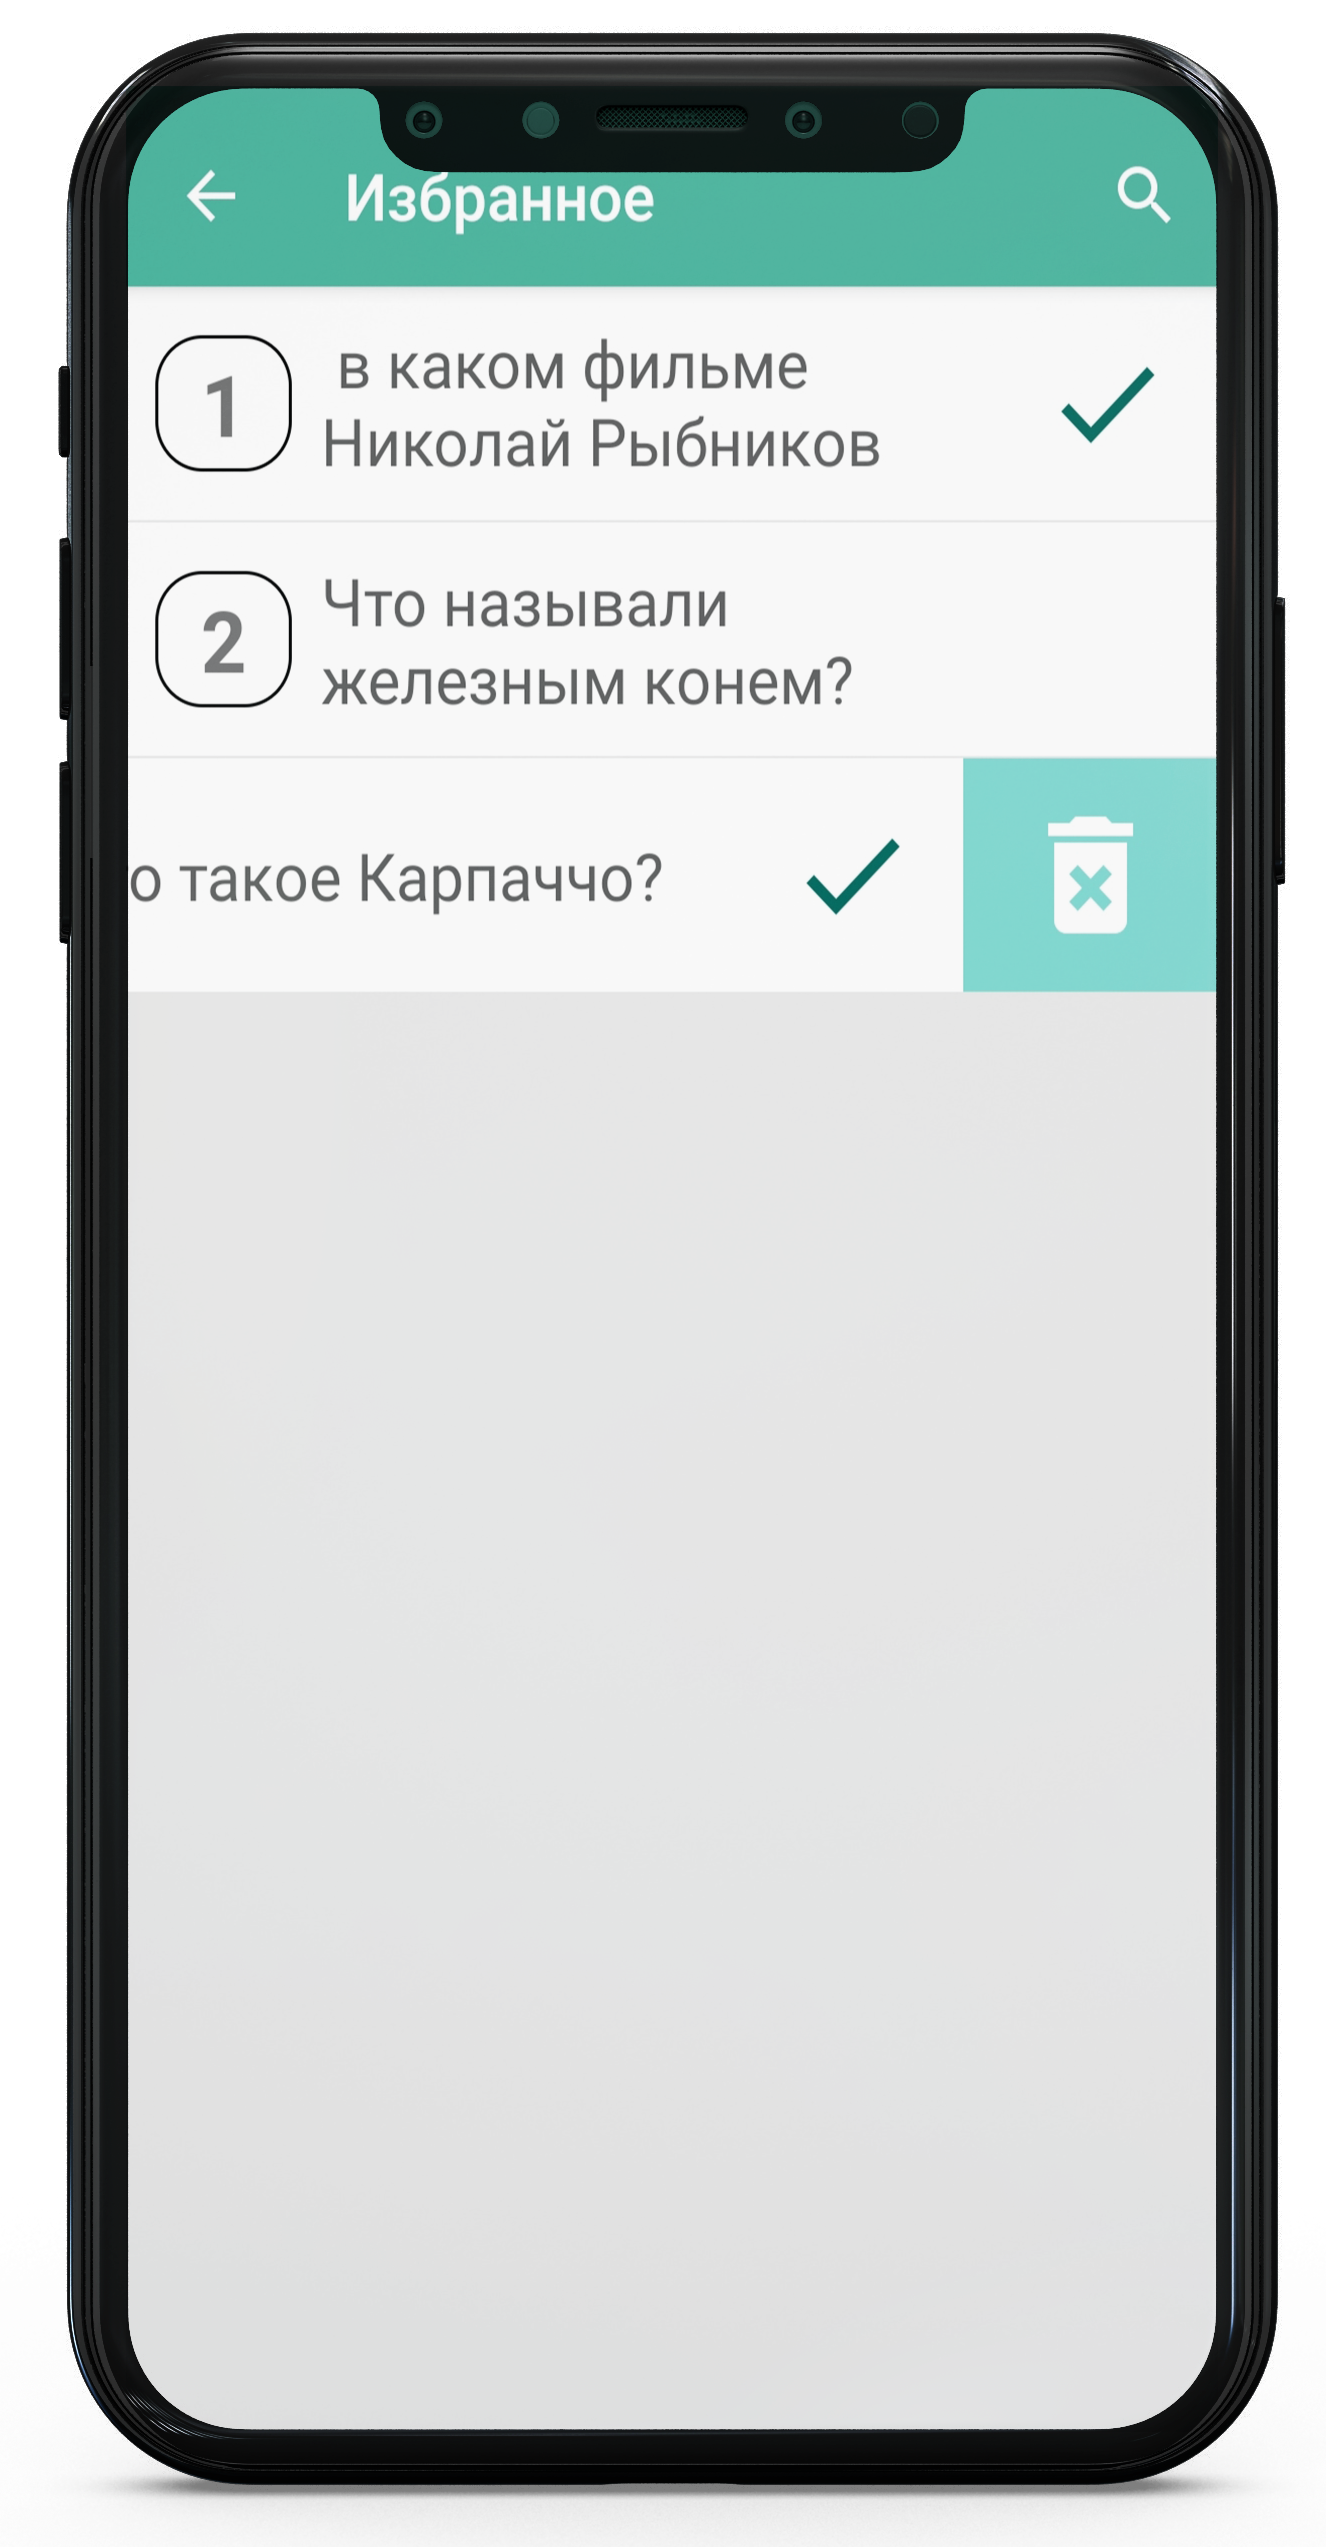 Избранное
1
в каком фильме
Николай Рыбников
2
Что называли
железным конем?
о такое Карпаччо?